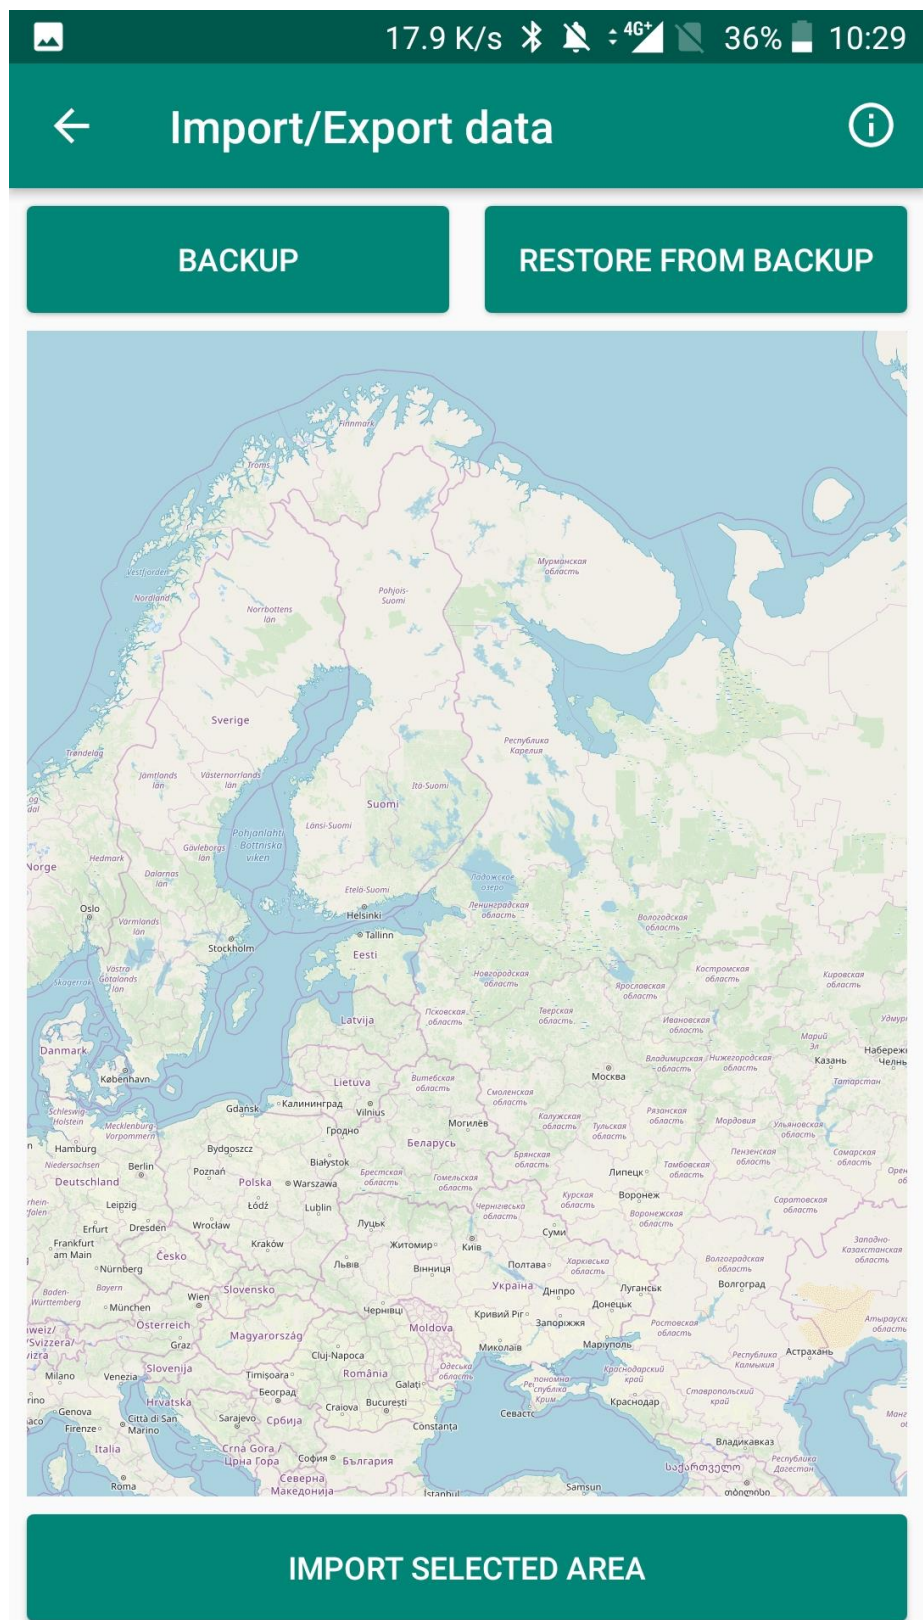 17.9 K/s 4G+ 36% 10:29
Import/Export data
BACKUP
RESTORE FROM BACKUP
Finnmark
Troms
Мурманская
область
Vestfjorden
Nordland
Norrbottens
län
Pohjois-
Suomi
Sverige
Республика
Карелия
Trøndelag
Jämtlands
län
Västernorrlands
län
Itä-Suomi
Suomi
Länsi-Suomi
Pohjanlahti
Bottniska
viken
Gävleborgs
län
Norge
Hedmark
Dalarnas
län
Ладожское
озеро
Etelä-Suomi
Ленинградская
область
Oslo
Helsinki
Вологодская
область
Värmlands
län
Stockholm
Tallinn
Eesti
Västra
Götalands
län
Skagerrak
Новгородская
область
Костромская
область
Кировская
область
Ярославская
область
Latvija
Псковская
область
Тверская
область
Ивановская
область
Марий
Эл
Danmark
København
Казань
Владимирская
область
Нижегородская
область
Москва
Татарстан
Lietuva
Витебская
область
Смоленская
область
Gdańsk
Калининград
Vilnius
Гродно
Могилёв
Беларусь
Калужская
область
Тульская
область
Рязанская
область
Мордовия
Ульяновская
область
Schleswig-
Holstein
Mecklenburg-
Vorpommern
Hamburg
Niedersachsen
Berlin
Deutschland
Bydgoszcz
Poznań
Białystok
Polska
Warszawa
Брестская
область
Гомельская
область
Брянская
область
Липецк
Тамбовская
область
Пензенская
область
Самарская
область
Leipzig
Łódź
Lublin
Чернігівська
область
Курская
область
Воронеж
Воронежская
область
Саратовская
область
Erfurt
Dresden
Wrocław
Луцьк
Суми
Frankfurt
am Main
Česko
Kraków
Житомир
Київ
Западно-
Казахстанская
область
Nürnberg
Львів
Вінниця
Полтава
Харківська
область
Волгоградская
область
Волгоград
Baden-
Württemberg
Bayern
München
Wien
Slovensko
Україна
Дніпро
Луганськ
Донецьк
Österreich
Чернівці
Кривий Ріг
Запоріжжя
Ростовская
область
Graz
Magyarország
Moldova
Миколаїв
Маріуполь
Астрахань
Cluj-Napoca
Республика
Калмыкия
Slovenija
Milano
Venezia
Timișoara
România
Одеська
область
Краснодарский
край
Hrvatska
Београд
Galați
Ставропольский
край
Genova
Città di San
Marino
Sarajevo
Србија
Craiova
București
Краснодар
Firenze
Constanța
Italia
Crna Gora
Црна Гора
София
България
Владикавказ
საქართველო
Республика
Дагестан
Roma
Северна
Македонија
İstanbul
Samsun
თბილისი
IMPORT SELECTED AREA